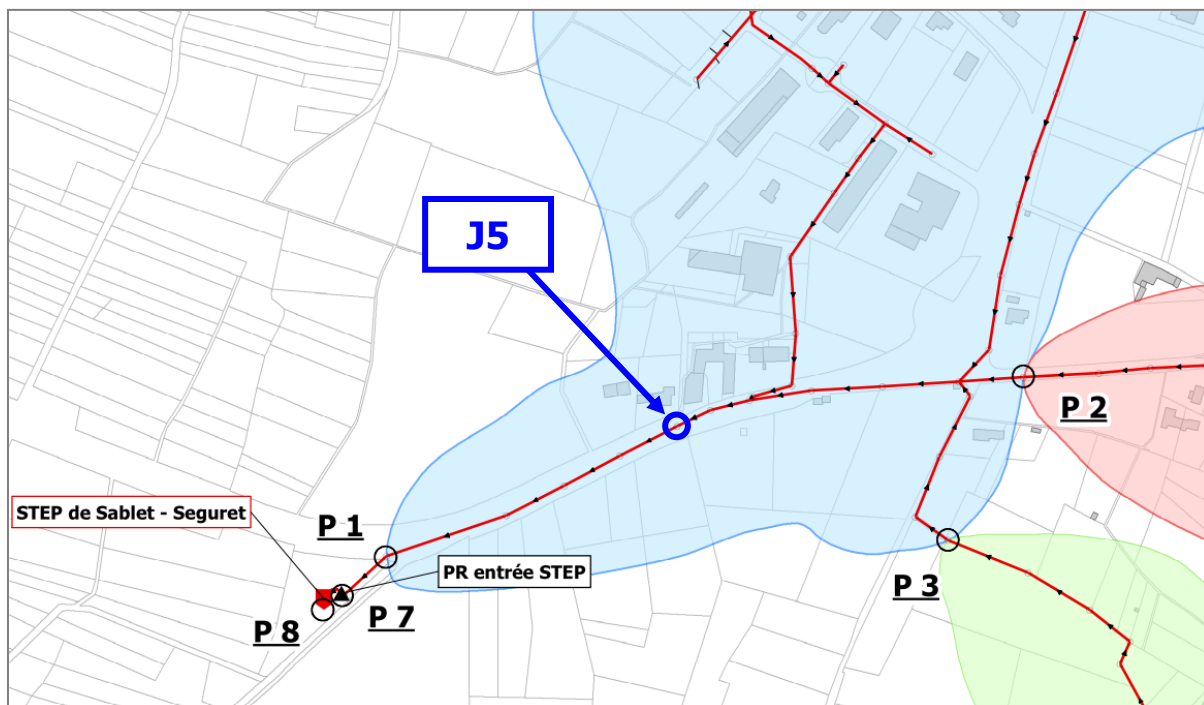 J5
P 2
STEP de Sablet - Seguret
P 1
PR entrée STEP
P 3
P 7
P 8